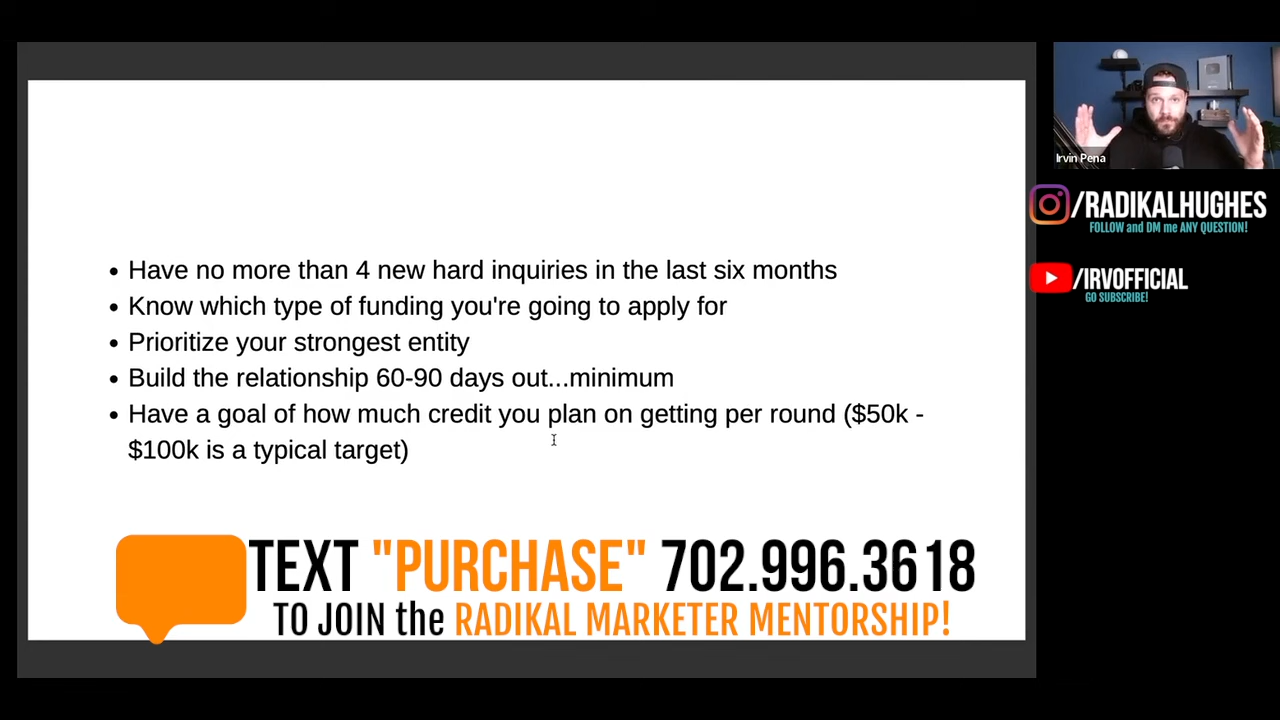 • Have no more than 4 new hard inquiries in the last six months
• Know which type of funding you're going to apply for
• Prioritize your strongest entity
• Build the relationship 60-90 days out...minimum
• Have a goal of how much credit you plan on getting per round ($50k -
$100k is a typical target)
TEXT "PURCHASE" 702.996.3618
TO JOIN the RADIKAL MARKETER MENTORSHIP!
Irvin Pena
/RADIKALHUGHES
FOLLOW and DM me ANY QUESTION!
/IRVOFFICIAL
GO SUBSCRIBE!